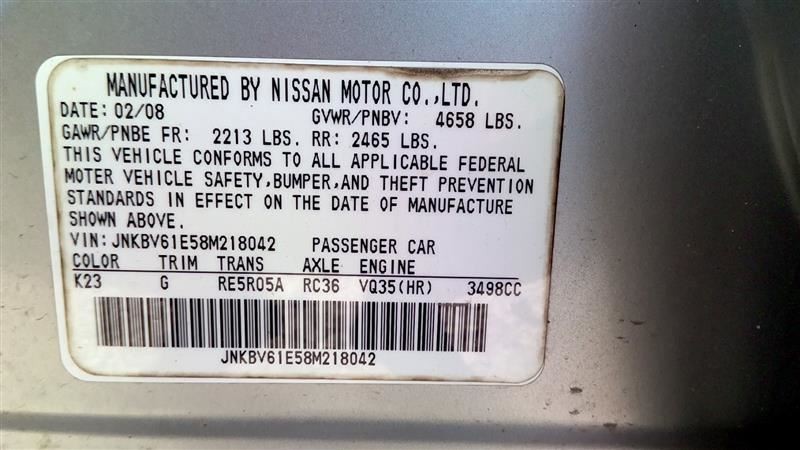 MANUFACTURED BY NISSAN MOTOR CO.,LTD.
DATE: 02/08 GVWR/PNBV: 4658 LBS.
GAWR/PNBE FR: 2213 LBS. RR: 2465 LBS.
THIS VEHICLE CONFORMS TO ALL APPLICABLE FEDERAL
MOTER VEHICLE SAFETY,BUMPER,AND THEFT PREVENTION
STANDARDS IN EFFECT ON THE DATE OF MANUFACTURE
SHOWN ABOVE.
VIN: JNKBV61E58M218042 PASSENGER CAR
COLOR TRIM TRANS AXLE ENGINE
K23 G RE5R05A RC36 VQ35(HR) 3498CC
JNKBV61E58M218042